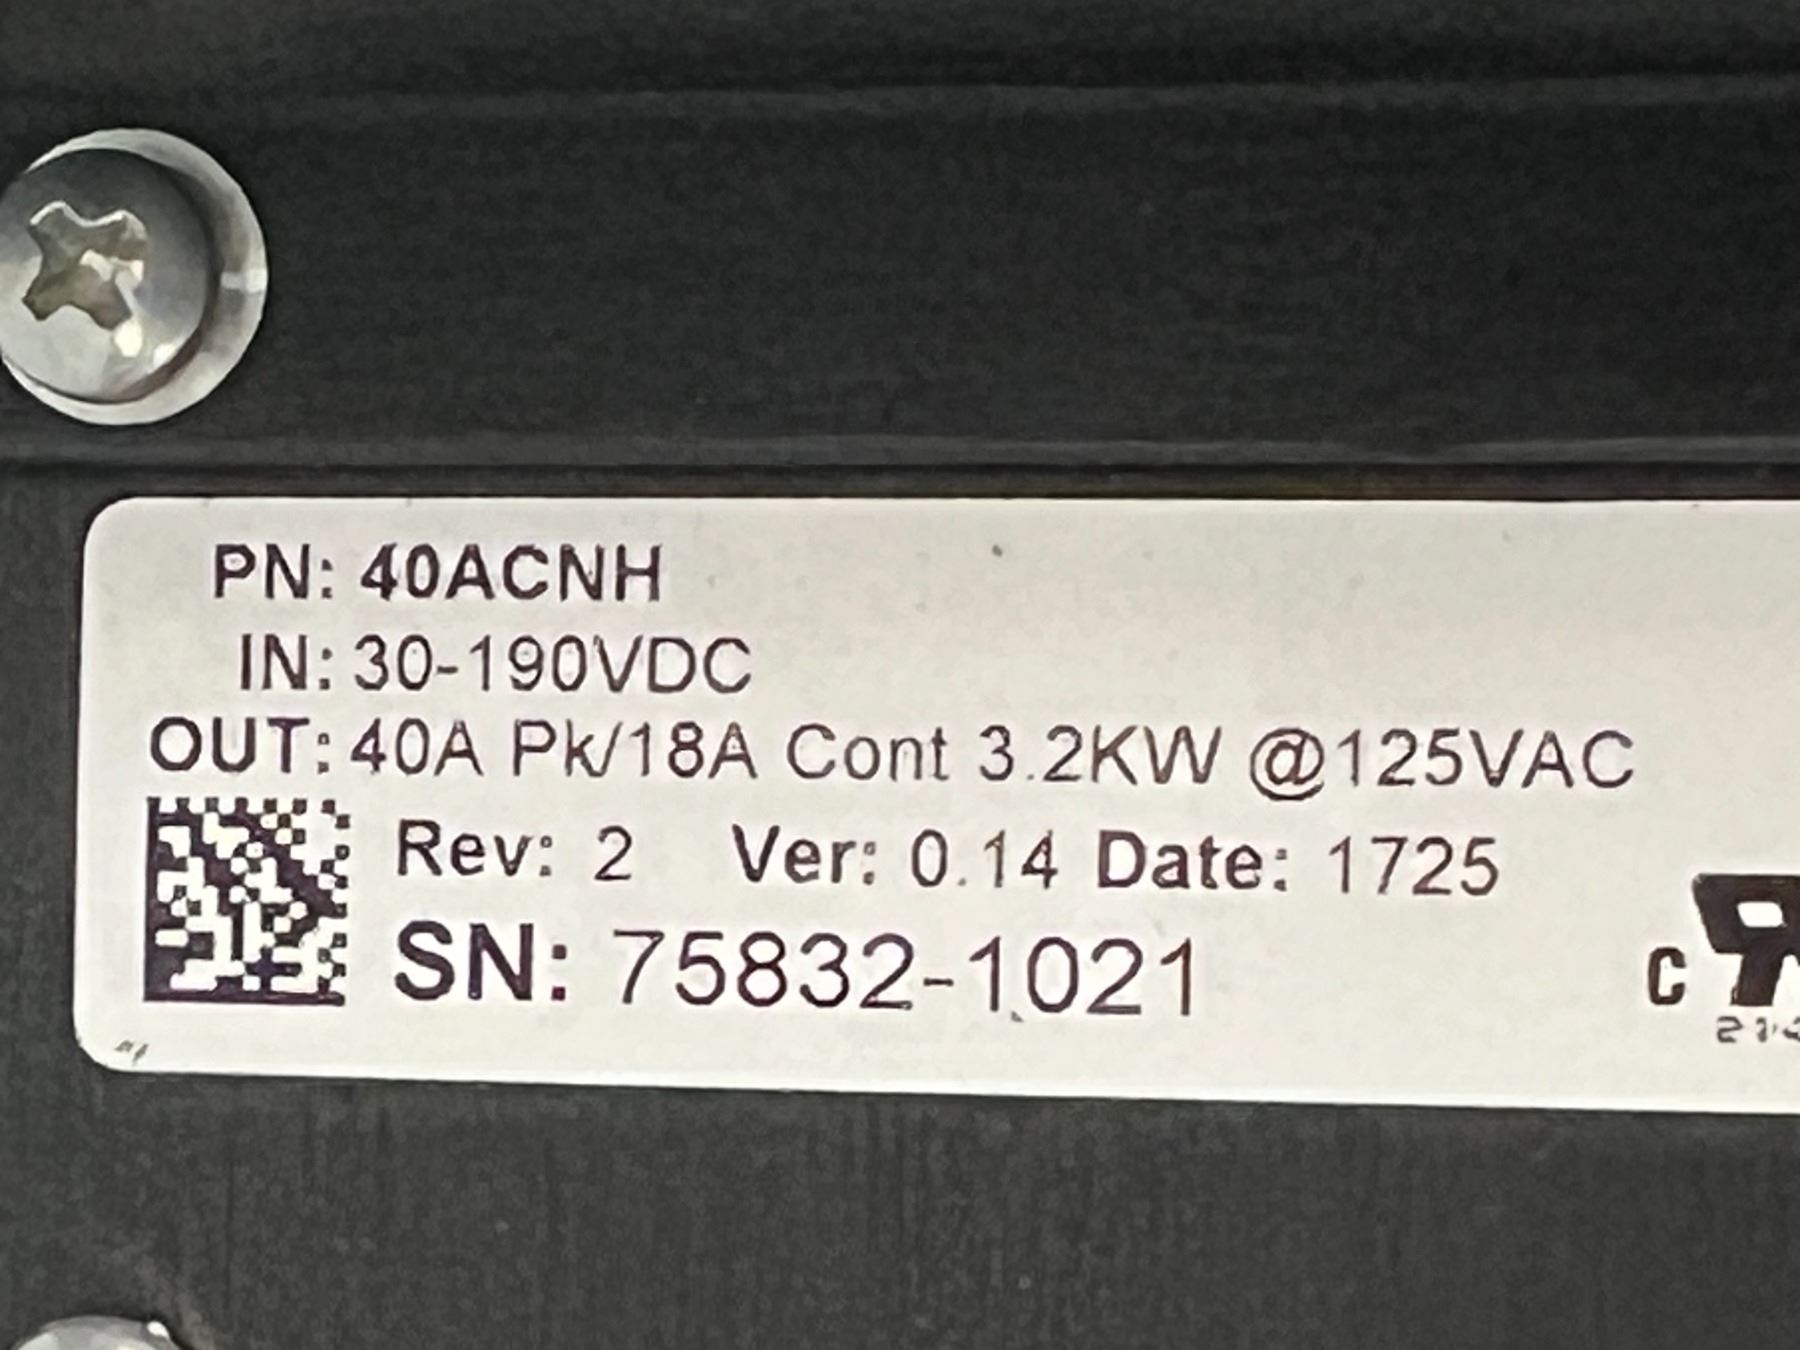 PN: 40ACNH
IN: 30-190VDC
OUT: 40A Pk/18A Cont 3.2KW @125VAC
Rev: 2 Ver: 0.14 Date: 1725
SN: 75832-1021
C